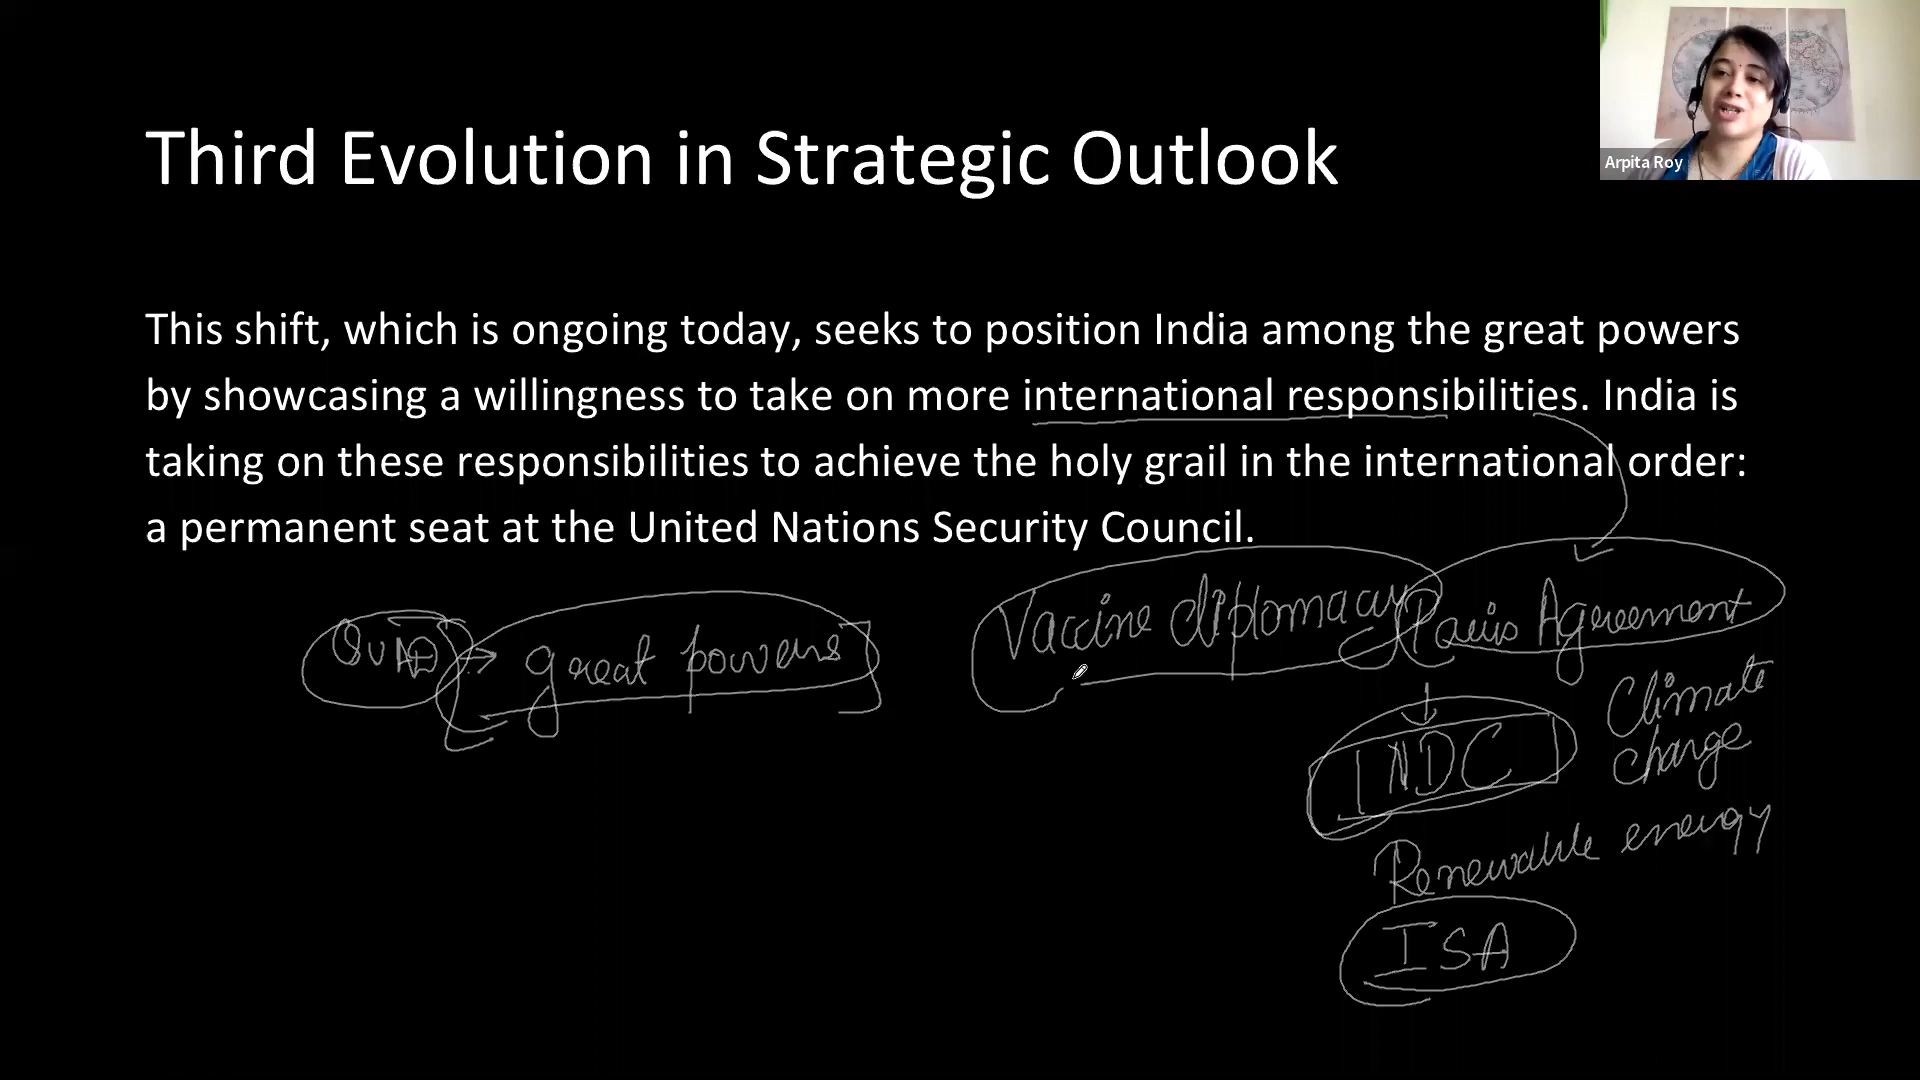 Arpita Roy
Third Evolution in Strategic Outlook
This shift, which is ongoing today, seeks to position India among the great powers
by showcasing a willingness to take on more international responsibilities. India is
taking on these responsibilities to achieve the holy grail in the international order:
a permanent seat at the United Nations Security Council.
QUAD → great powers
Vaccine diplomacy
Paris Agreement
Climate
change
INDC
Renewable energy
ISA